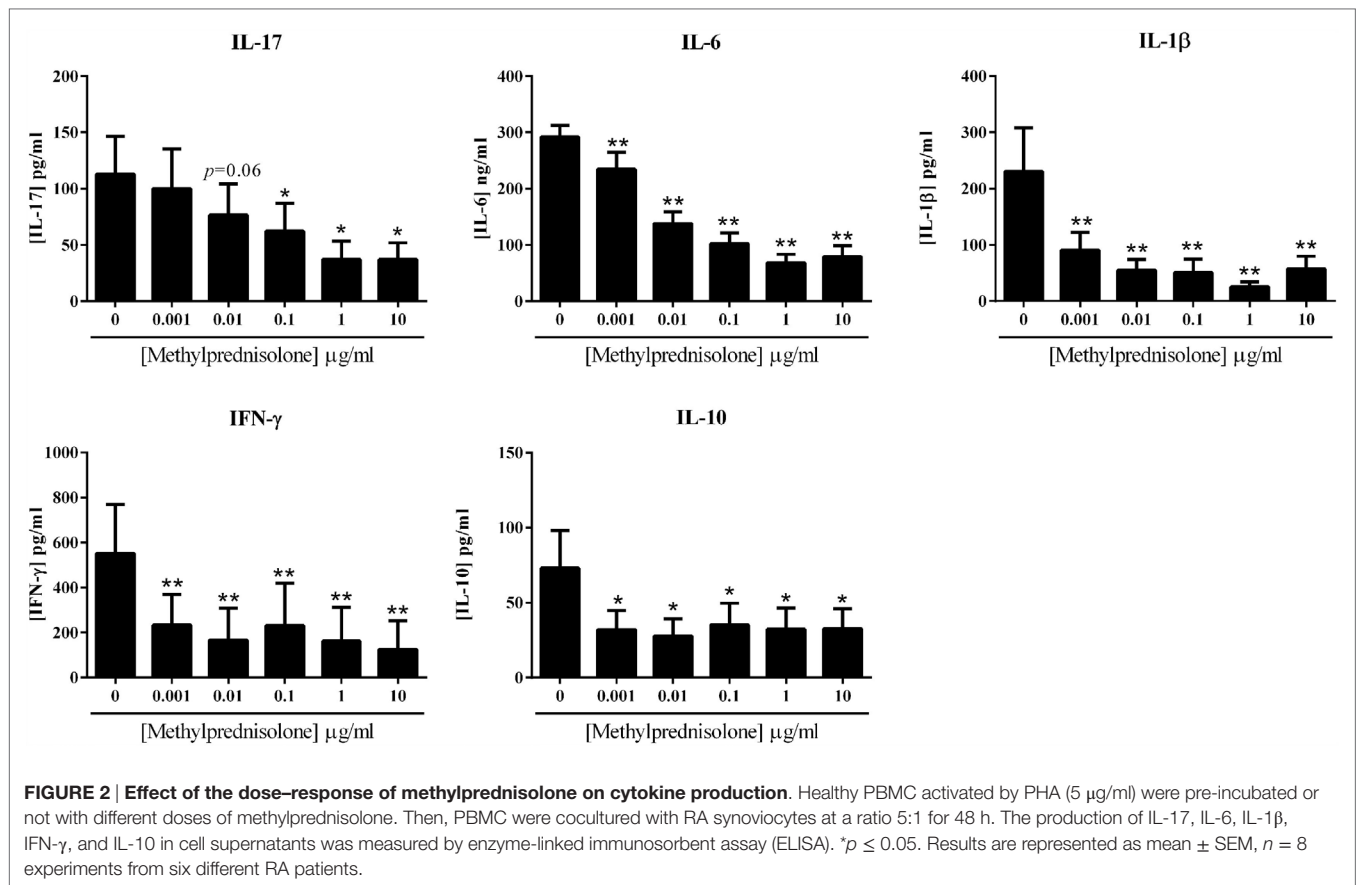 IL-17
200
150
100
50
0
[IL-17] pg/ml
p=0.06
*
*
*
0 0.001 0.01 0.1 1 10
[Methylprednisolone] μg/ml
IL-6
400
300
200
100
0
[IL-6] ng/ml
**
**
**
**
**
0 0.001 0.01 0.1 1 10
[Methylprednisolone] μg/ml
IL-1β
400
300
200
100
0
[IL-1β] pg/ml
**
**
**
**
**
0 0.001 0.01 0.1 1 10
[Methylprednisolone] μg/ml
IFN-γ
1000
800
600
400
200
0
[IFN-γ] pg/ml
**
**
**
**
**
0 0.001 0.01 0.1 1 10
[Methylprednisolone] μg/ml
IL-10
150
100
50
0
[IL-10] pg/ml
*
*
*
*
*
0 0.001 0.01 0.1 1 10
[Methylprednisolone] μg/ml
FIGURE 2 | Effect of the dose–response of methylprednisolone on cytokine production. Healthy PBMC activated by PHA (5 μg/ml) were pre-incubated or
not with different doses of methylprednisolone. Then, PBMC were cocultured with RA synoviocytes at a ratio 5:1 for 48 h. The production of IL-17, IL-6, IL-1β,
IFN-γ, and IL-10 in cell supernatants was measured by enzyme-linked immunosorbent assay (ELISA). *p ≤ 0.05. Results are represented as mean ± SEM, n = 8
experiments from six different RA patients.